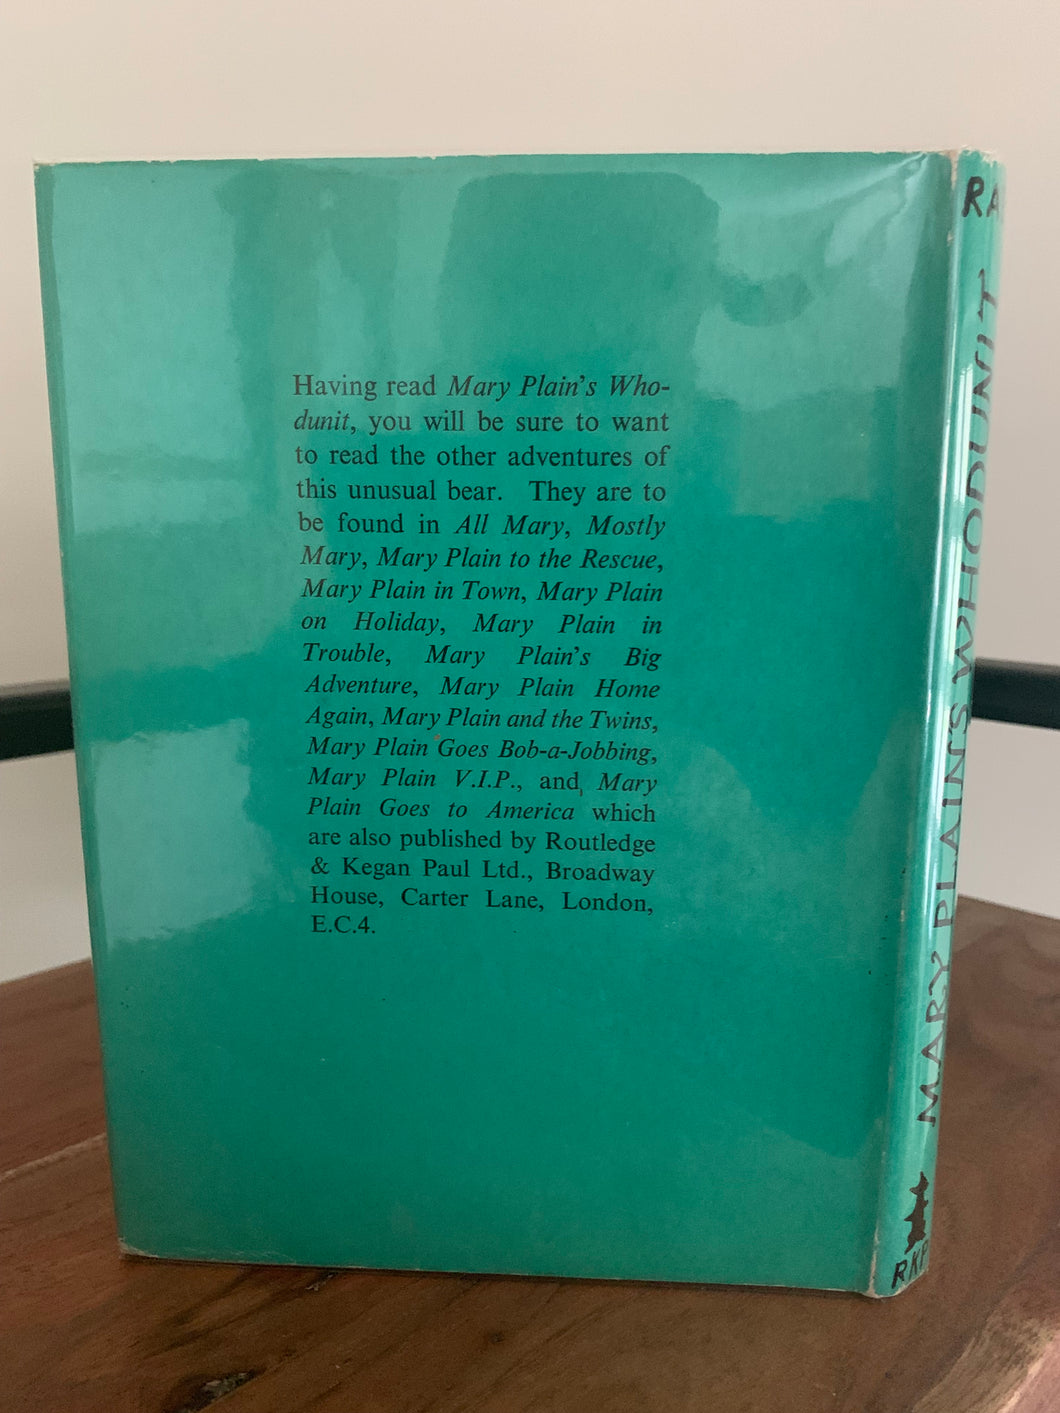 Having read Mary Plain's Who-
dunit, you will be sure to want
to read the other adventures of
this unusual bear. They are to
be found in All Mary, Mostly
Mary, Mary Plain to the Rescue,
Mary Plain in Town, Mary Plain
on Holiday, Mary Plain in
Trouble, Mary Plain's Big
Adventure, Mary Plain Home
Again, Mary Plain and the Twins,
Mary Plain Goes Bob-a-Jobbing,
Mary Plain V.I.P., and Mary
Plain Goes to America which
are also published by Routledge
& Kegan Paul Ltd., Broadway
House, Carter Lane, London,
E.C.4.
RA
MARY PLAIN'S WHODUNIT
RKP